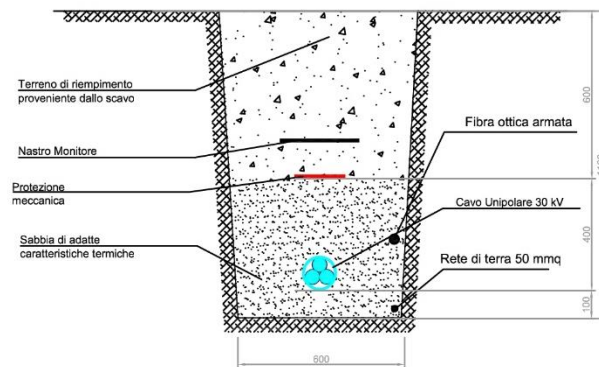 Terreno di riempimento
proveniente dallo scavo
Nastro Monitore
Protezione
meccanica
Sabbia di adatte
caratteristiche termiche
Fibra ottica armata
Cavo Unipolare 30 kV
Rete di terra 50 mmq
600
400
100
600